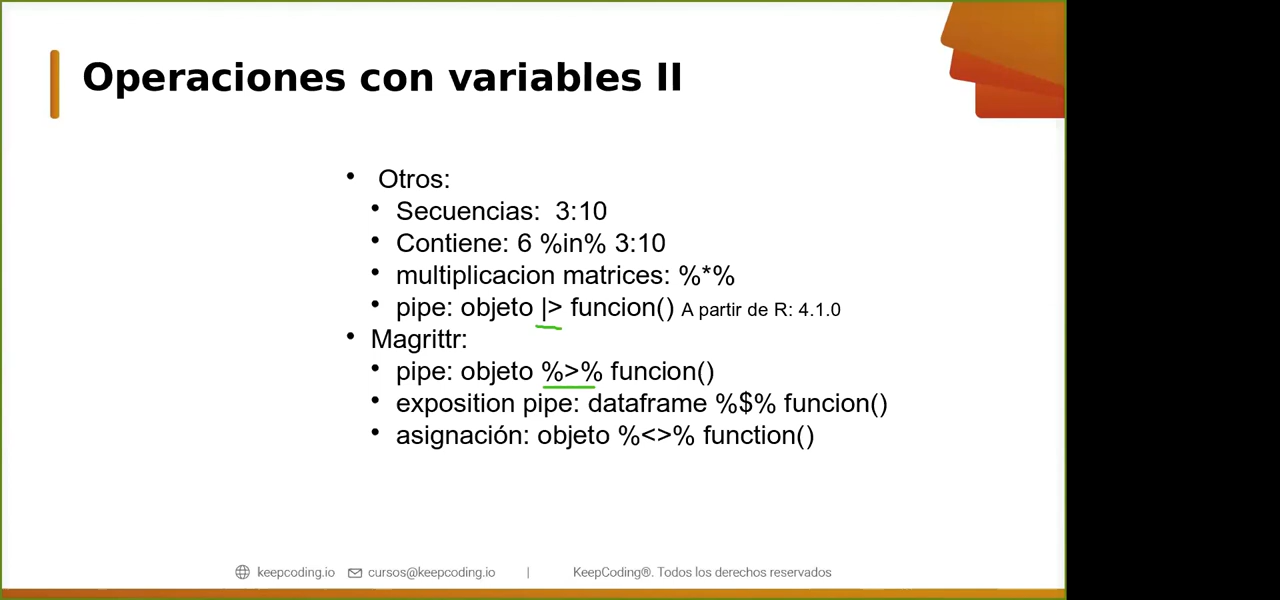 Operaciones con variables II
• Otros:
• Secuencias: 3:10
• Contiene: 6 %in% 3:10
• multiplicacion matrices: %*%
• pipe: objeto |> funcion() A partir de R: 4.1.0
• Magrittr:
• pipe: objeto %>% funcion()
• exposition pipe: dataframe %$% funcion()
• asignación: objeto %<>% function()
keepcoding.io cursos@keepcoding.io | KeepCoding®. Todos los derechos reservados